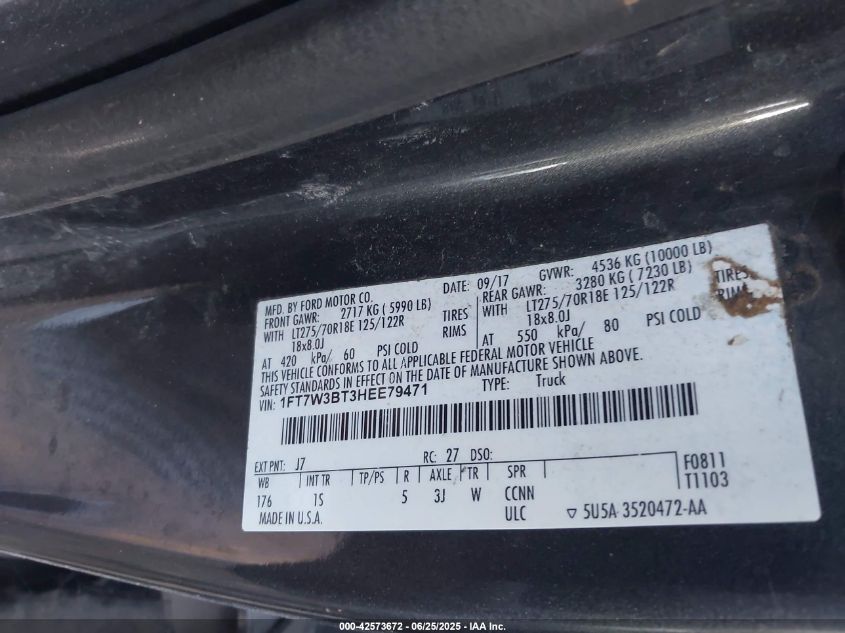 MFD. BY FORD MOTOR CO.
DATE: 09/17 GVWR: 4536 KG (10000 LB)
FRONT GAWR: 2717 KG ( 5990 LB) REAR GAWR: 3280 KG ( 7230 LB)
WITH LT275/70R18E 125/122R TIRES WITH LT275/70R18E 125/122R TIRES
18x8.0J RIMS 18x8.0J RIMS
AT 420 kPa/ 60 PSI COLD AT 550 kPa/ 80 PSI COLD
THIS VEHICLE CONFORMS TO ALL APPLICABLE FEDERAL MOTOR VEHICLE
SAFETY STANDARDS IN EFFECT ON THE DATE OF MANUFACTURE SHOWN ABOVE.
VIN: 1FT7W3BT3HEE79471 TYPE: Truck
EXT PNT: J7 RC: 27 DSO:
WB INT TR TP/PS R AXLE TR SPR F0811
176 1S 5 3J W CCNN T1103
MADE IN U.S.A. ULC ▽ 5U5A-3520472-AA
000-42573672 - 06/25/2025 - IAA Inc.